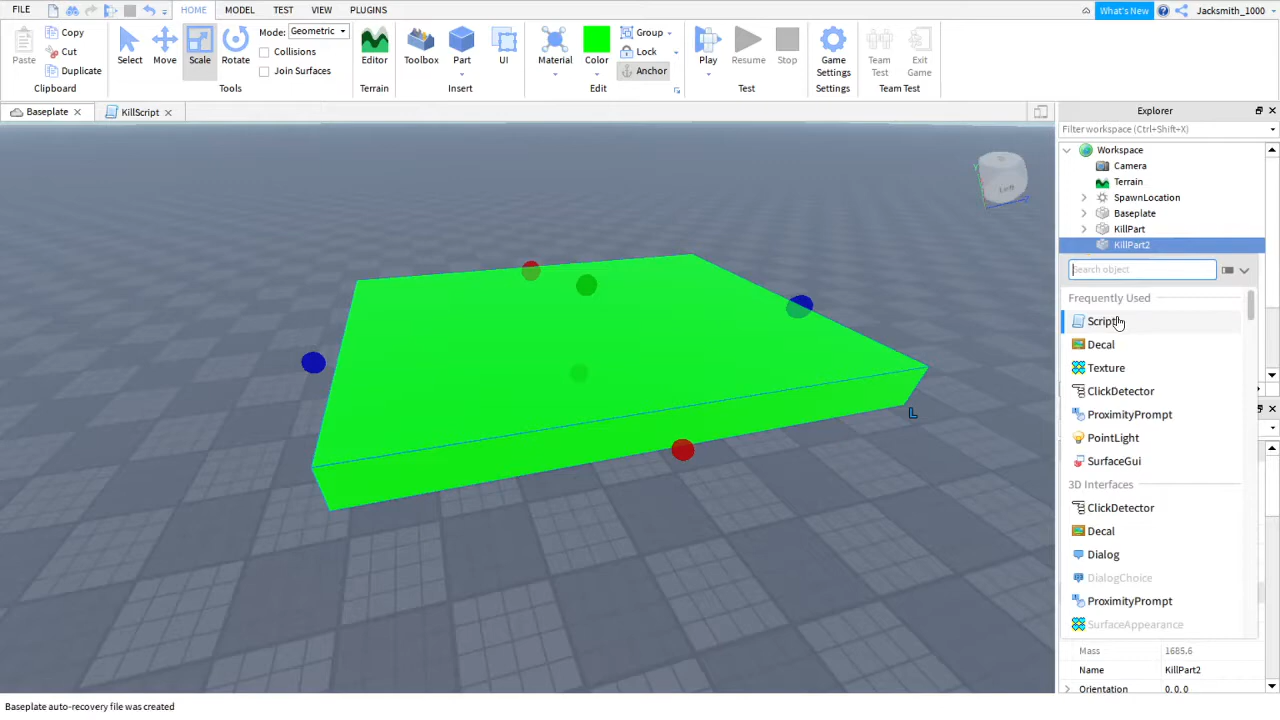 FILE HOME MODEL TEST VIEW PLUGINS What's New Jacksmith_1000
Paste Copy Cut Duplicate Clipboard
Select Move Scale Rotate Mode: Geometric Collisions Join Surfaces Tools
Editor Terrain
Toolbox Part UI Insert
Material Color Group Lock Anchor Edit
Play Resume Stop Test
Game Settings Settings
Team Test Exit Game Team Test
Baseplate KillScript
Left
L
Explorer
Filter workspace (Ctrl+Shift+X)
Workspace
Camera
Terrain
SpawnLocation
Baseplate
KillPart
KillPart2
Search object
Frequently Used
Script
Decal
Texture
ClickDetector
ProximityPrompt
PointLight
SurfaceGui
3D Interfaces
ClickDetector
Decal
Dialog
DialogChoice
ProximityPrompt
SurfaceAppearance
Mass 1685.6
Name KillPart2
Orientation 0, 0, 0
Baseplate auto-recovery file was created